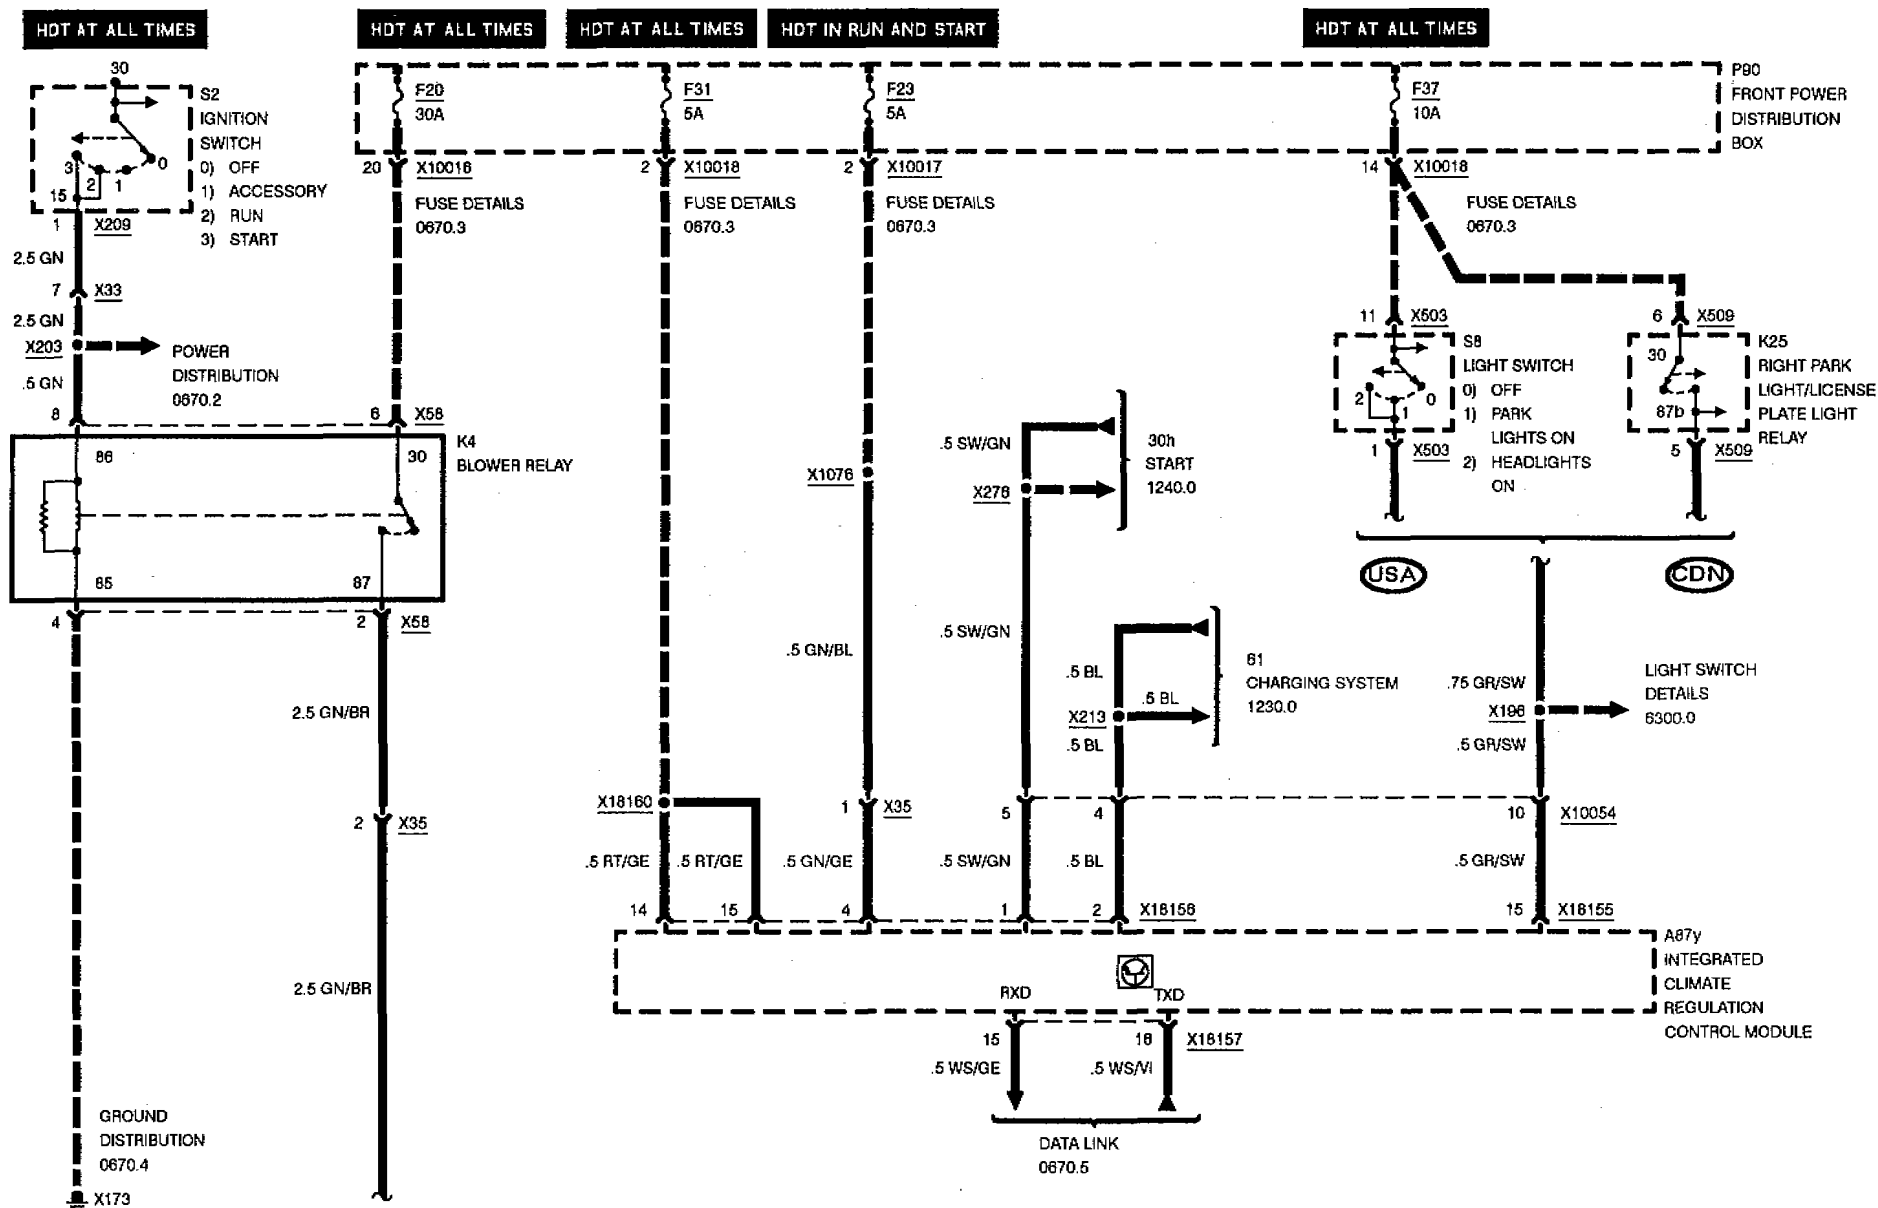 HOT AT ALL TIMES
HOT AT ALL TIMES
HOT AT ALL TIMES
HOT IN RUN AND START
HOT AT ALL TIMES
30
S2
IGNITION
SWITCH
0) OFF
1) ACCESSORY
2) RUN
3) START
3
2
1
0
15
1
X209
2.5 GN
7
X33
2.5 GN
X203
POWER
DISTRIBUTION
0670.2
.5 GN
8
F20
30A
20
X10016
FUSE DETAILS
0670.3
6
X58
F31
5A
2
X10018
FUSE DETAILS
0670.3
F23
5A
2
X10017
FUSE DETAILS
0670.3
F37
10A
14
X10018
FUSE DETAILS
0670.3
P90
FRONT POWER
DISTRIBUTION
BOX
K4
BLOWER RELAY
86
30
85
87
4
2
X58
2.5 GN/BR
2
X35
2.5 GN/BR
GROUND
DISTRIBUTION
0670.4
X173
X18160
.5 RT/GE
.5 RT/GE
14
15
X1076
.5 GN/BL
1
X35
.5 GN/GE
4
.5 SW/GN
X276
30h
START
1240.0
.5 SW/GN
5
.5 SW/GN
1
.5 BL
X213
.5 BL
61
CHARGING SYSTEM
1230.0
.5 BL
4
.5 BL
2
X18156
11
X503
S8
LIGHT SWITCH
0) OFF
1) PARK
LIGHTS ON
2) HEADLIGHTS
ON
2
1
0
1
X503
6
X509
K25
RIGHT PARK
LIGHT/LICENSE
PLATE LIGHT
RELAY
30
87b
5
X509
USA
CDN
.75 GR/SW
X196
LIGHT SWITCH
DETAILS
6300.0
.5 GR/SW
10
X10054
.5 GR/SW
15
X18155
A87y
INTEGRATED
CLIMATE
REGULATION
CONTROL MODULE
RXD
TXD
15
16
X18157
.5 WS/GE
.5 WS/VI
DATA LINK
0670.5